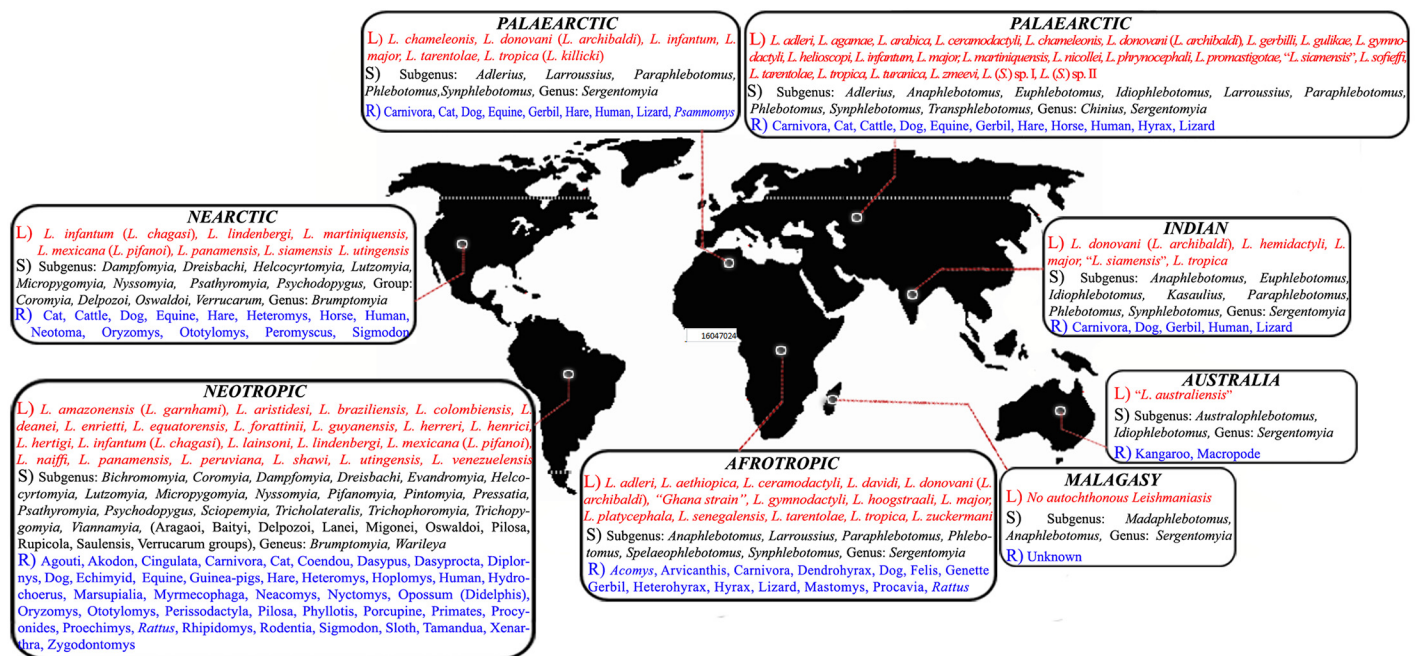 PALAEARCTIC
L) L. chameleonis, L. donovani (L. archibaldi), L. infantum, L.
major, L. tarentolae, L. tropica (L. killicki)
S) Subgenus: Adlerius, Larroussius, Paraphlebotomus,
Phlebotomus,Synphlebotomus, Genus: Sergentomyia
R) Carnivora, Cat, Dog, Equine, Gerbil, Hare, Human, Lizard, Psammomys
PALAEARCTIC
L) L. adleri, L. agamae, L. arabica, L. ceramodactyli, L. chameleonis, L. donovani (L. archibaldi), L. gerbilli, L. gulikae, L. gymno-
dactyli, L. helioscopi, L. infantum, L. major, L. martiniquensis, L. nicollei, L. phrynocephali, L. promastigotae, "L. siamensis", L. sofieffi,
L. tarentolae, L. tropica, L. turanica, L. zmeevi, L. (S.) sp. I, L. (S.) sp. II
S) Subgenus: Adlerius, Anaphlebotomus, Euphlebotomus, Idiophlebotomus, Larroussius, Paraphlebotomus,
Phlebotomus, Synphlebotomus, Transphlebotomus, Genus: Chinius, Sergentomyia
R) Carnivora, Cat, Cattle, Dog, Equine, Gerbil, Hare, Horse, Human, Hyrax, Lizard
NEARCTIC
L) L. infantum (L. chagasi), L. lindenbergi, L. martiniquensis,
L. mexicana (L. pifanoi), L. panamensis, L. siamensis L. utingensis
S) Subgenus: Dampfomyia, Dreisbachi, Helcocyrtomyia, Lutzomyia,
Micropygomyia, Nyssomyia, Psathyromyia, Psychodopygus, Group:
Coromyia, Delpozoi, Oswaldoi, Verrucarum, Genus: Brumptomyia
R) Cat, Cattle, Dog, Equine, Hare, Heteromys, Horse, Human,
Neotoma, Oryzomys, Ototylomys, Peromyscus, Sigmodon
INDIAN
L) L. donovani (L. archibaldi), L. hemidactyli, L.
major, "L. siamensis", L. tropica
S) Subgenus: Anaphlebotomus, Euphlebotomus,
Idiophlebotomus, Kasaulius, Paraphlebotomus,
Phlebotomus, Synphlebotomus, Genus: Sergentomyia
R) Carnivora, Dog, Gerbil, Human, Lizard
16047024
NEOTROPIC
L) L. amazonensis (L. garnhami), L. aristidesi, L. braziliensis, L. colombiensis, L.
deanei, L. enrietti, L. equatorensis, L. forattinii, L. guyanensis, L. herreri, L. henrici,
L. hertigi, L. infantum (L. chagasi), L. lainsoni, L. lindenbergi, L. mexicana (L. pifanoi),
L. naiffi, L. panamensis, L. peruviana, L. shawi, L. utingensis, L. venezuelensis
S) Subgenus: Bichromomyia, Coromyia, Dampfomyia, Dreisbachi, Evandromyia, Helco-
cyrtomyia, Lutzomyia, Micropygomyia, Nyssomyia, Pifanomyia, Pintomyia, Pressatia,
Psathyromyia, Psychodopygus, Sciopemyia, Tricholateralis, Trichophoromyia, Trichopy-
gomyia, Viannamyia, (Aragaoi, Baityi, Delpozoi, Lanei, Migonei, Oswaldoi, Pilosa,
Rupicola, Saulensis, Verrucarum groups), Geneus: Brumptomyia, Warileya
R) Agouti, Akodon, Cingulata, Carnivora, Cat, Coendou, Dasypus, Dasyprocta, Diplor-
nys, Dog, Echimyid, Equine, Guinea-pigs, Hare, Heteromys, Hoplomys, Human, Hydro-
choerus, Marsupialia, Myrmecophaga, Neacomys, Nyctomys, Opossum (Didelphis),
Oryzomys, Ototylomys, Perissodactyla, Pilosa, Phyllotis, Porcupine, Primates, Procy-
onides, Proechimys, Rattus, Rhipidomys, Rodentia, Sigmodon, Sloth, Tamandua, Xenar-
thra, Zygodontomys
AFROTROPIC
L) L. adleri, L. aethiopica, L. ceramodactyli, L. davidi, L. donovani (L.
archibaldi), "Ghana strain", L. gymnodactyli, L. hoogstraali, L. major,
L. platycephala, L. senegalensis, L. tarentolae, L. tropica, L. zuckermani
S) Subgenus: Anaphlebotomus, Larroussius, Paraphlebotomus, Phlebo-
tomus, Spelaeophlebotomus, Synphlebotomus, Genus: Sergentomyia
R) Acomys, Arvicanthis, Carnivora, Dendrohyrax, Dog, Felis, Genette
Gerbil, Heterohyrax, Hyrax, Lizard, Mastomys, Procavia, Rattus
AUSTRALIA
L) "L. australiensis"
S) Subgenus: Australophlebotomus,
Idiophlebotomus, Genus: Sergentomyia
R) Kangaroo, Macropode
MALAGASY
L) No autochthonous Leishmaniasis
S) Subgenus: Madaphlebotomus,
Anaphlebotomus, Genus: Sergentomyia
R) Unknown